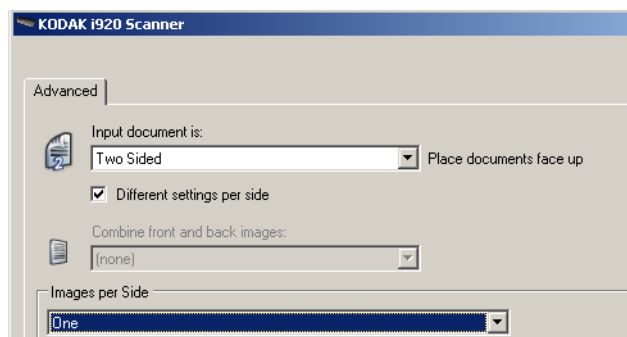 KODAK i920 Scanner
Advanced
Input document is:
2
Two Sided
Place documents face up
Different settings per side
Combine front and back images:
(none)
Images per Side
One